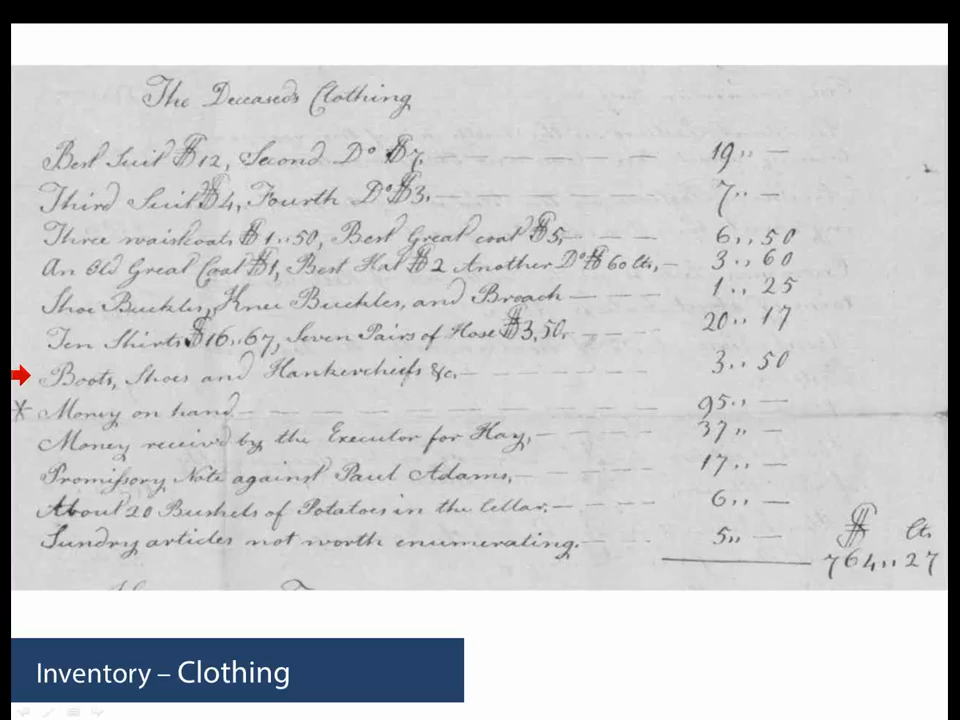 The Deceased's Clothing
Best Suit $12, Second Do $7, 19,, —
Third Suit $4, Fourth Do $3. 7,, —
Three waiskoats $1,,50, Best Great coat $5, 6,, 50
An Old Great Coat $1, Best Hat $2 Another Do $ 60 Cts, 3,, 60
Shoe Buckles, Knee Buckles, and Broach 1,, 25
Ten Shirts $16,,67, Seven Pairs of Hose $3,50, 20,, 17
Boots, Shoes and Hankercheifs &c. 3,, 50
* Money on hand 95,, —
Money receiv'd by the Executor for Hay, 37,, —
Promissory Note against Paul Adams, 17,, —
About 20 Bushels of Potatoes in the Cellar. 6,, —
Sundry articles not worth enumerating. 5,, — $ Cts.
764,,27
Inventory – Clothing